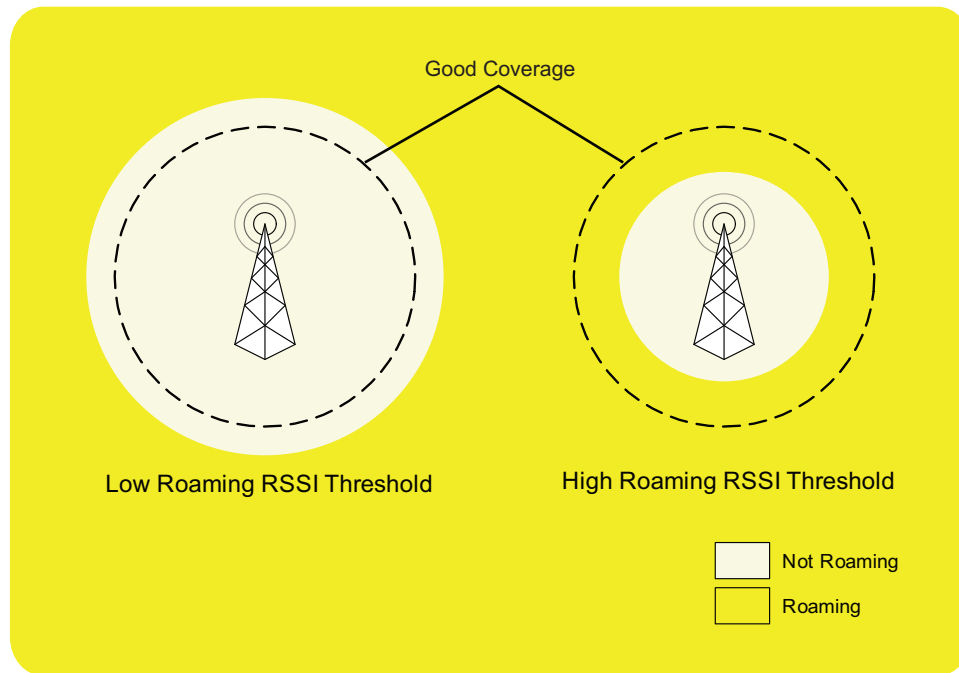 Good Coverage
Low Roaming RSSI Threshold
High Roaming RSSI Threshold
Not Roaming
Roaming